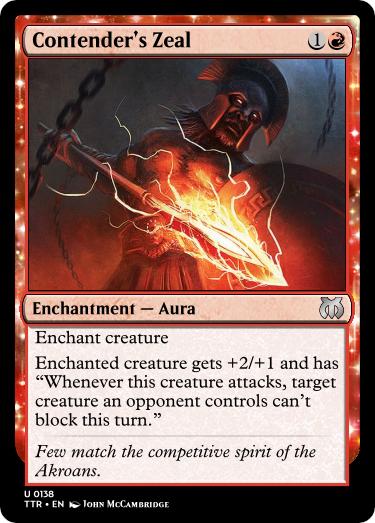 Contender's Zeal 1
Enchantment — Aura
Enchant creature
Enchanted creature gets +2/+1 and has
“Whenever this creature attacks, target
creature an opponent controls can't
block this turn.”
Few match the competitive spirit of the
Akroans.
U 0138
TTR • EN John McCambridge